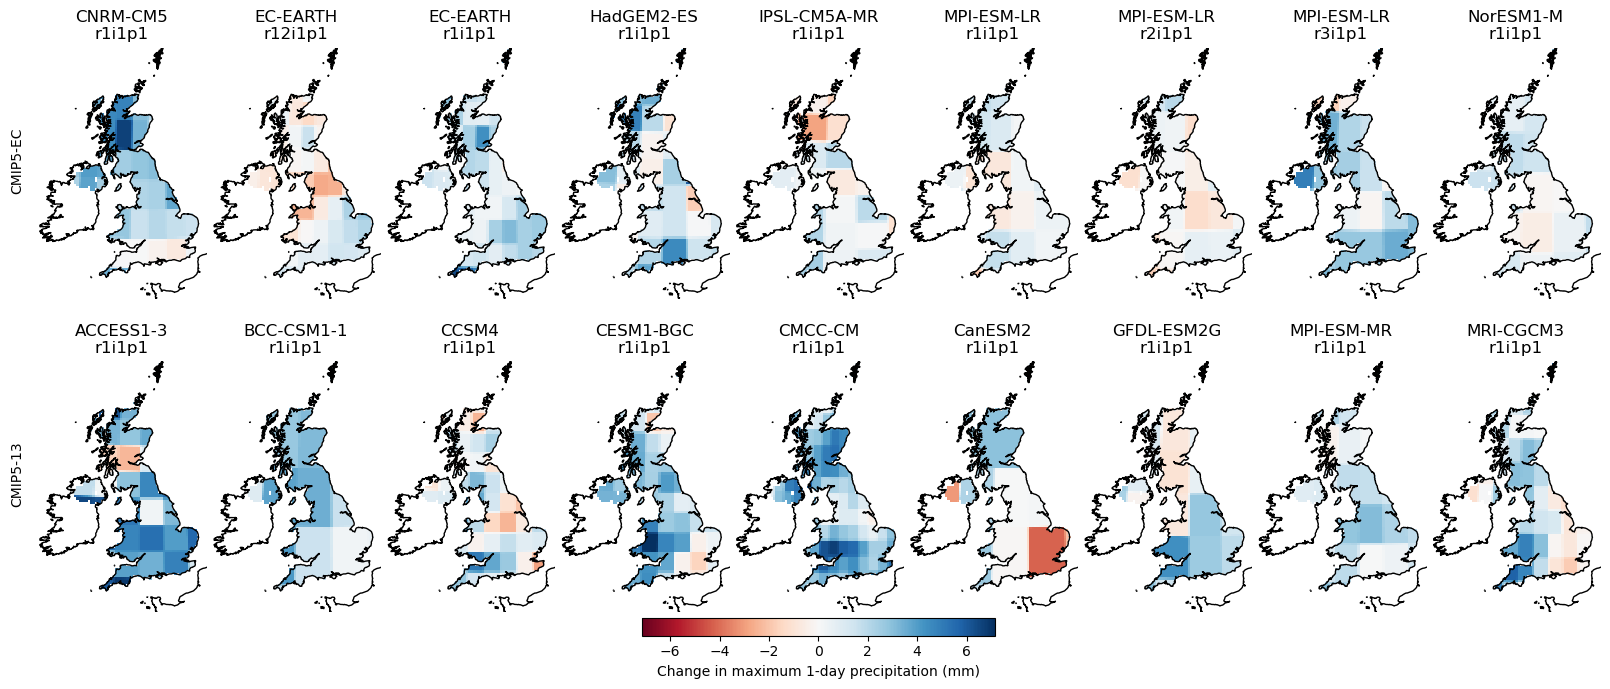 CNRM-CM5 EC-EARTH EC-EARTH HadGEM2-ES IPSL-CM5A-MR MPI-ESM-LR MPI-ESM-LR MPI-ESM-LR NorESM1-M
r1i1p1 r12i1p1 r1i1p1 r1i1p1 r1i1p1 r1i1p1 r2i1p1 r3i1p1 r1i1p1
CMIP5-EC
ACCESS1-3 BCC-CSM1-1 CCSM4 CESM1-BGC CMCC-CM CanESM2 GFDL-ESM2G MPI-ESM-MR MRI-CGCM3
r1i1p1 r1i1p1 r1i1p1 r1i1p1 r1i1p1 r1i1p1 r1i1p1 r1i1p1 r1i1p1
CMIP5-13
−6 −4 −2 0 2 4 6
Change in maximum 1-day precipitation (mm)